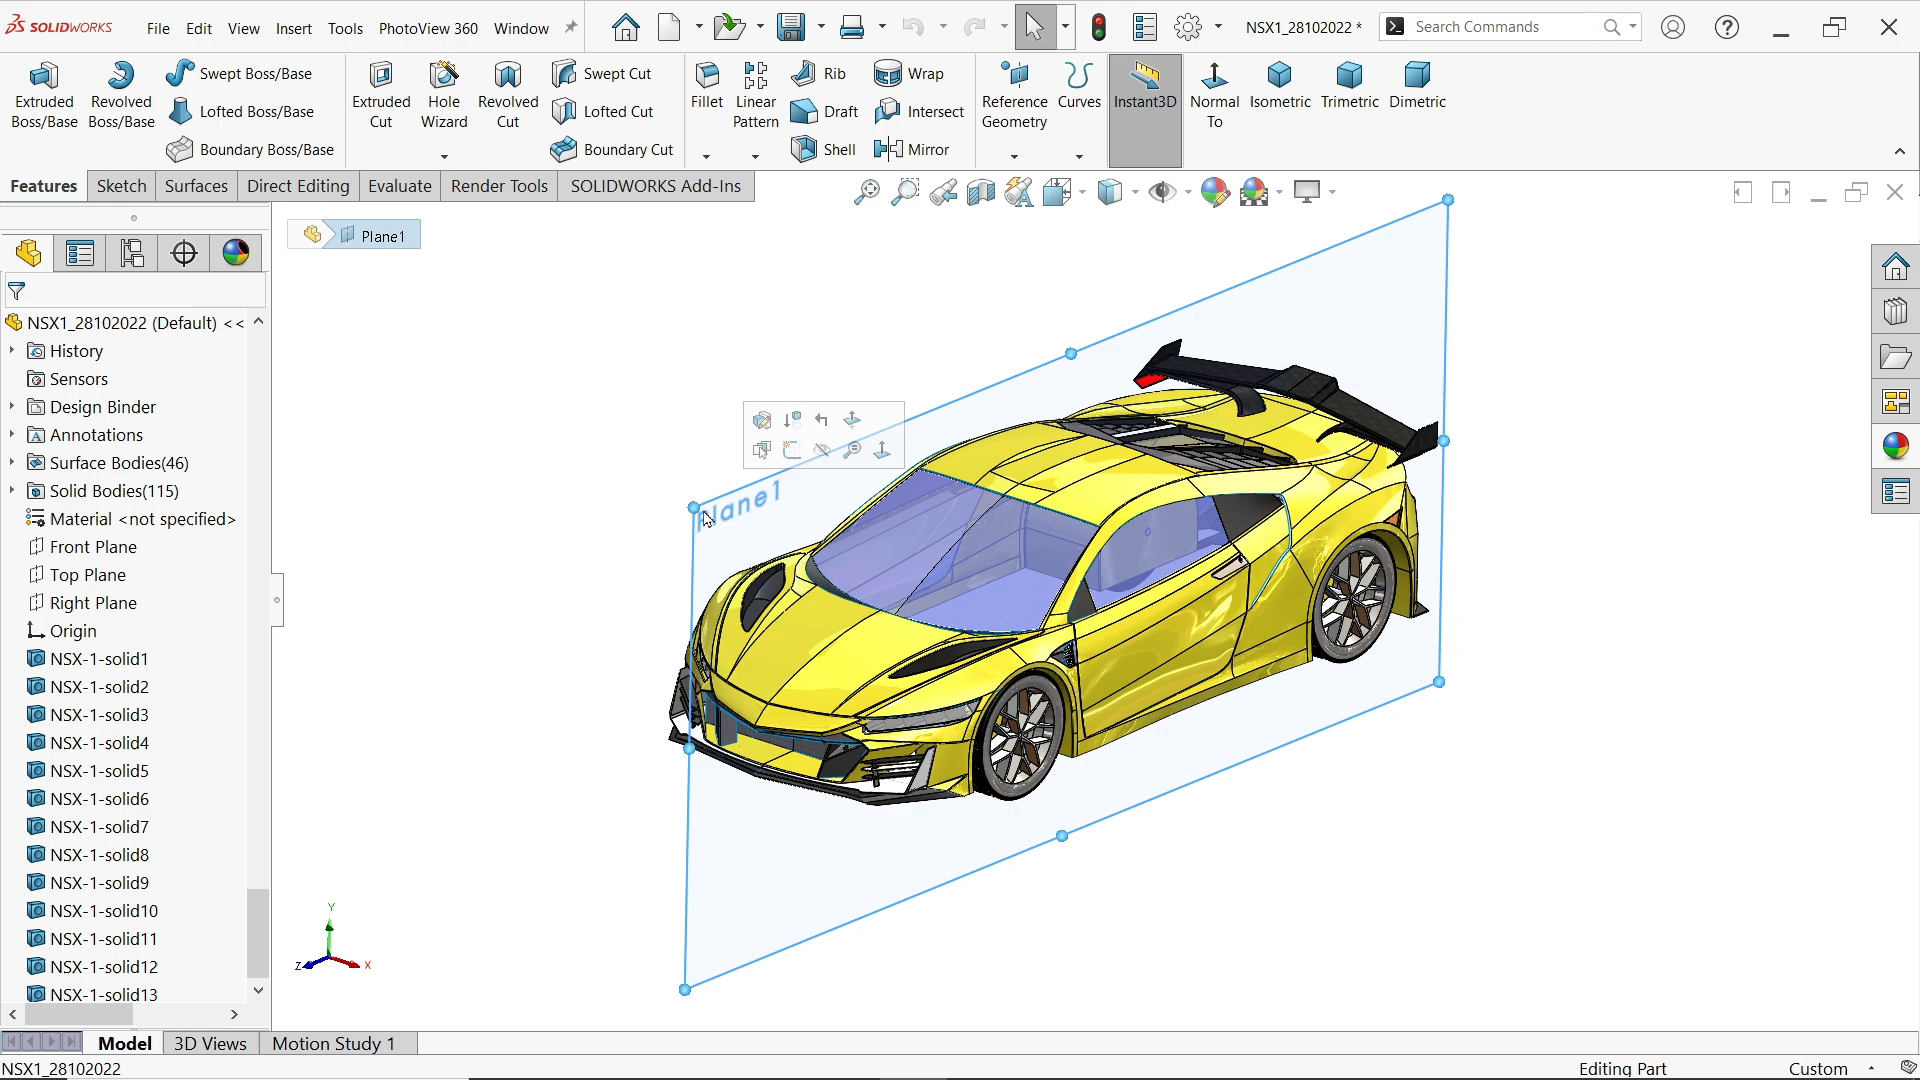 SOLIDWORKS File Edit View Insert Tools PhotoView 360 Window NSX1_28102022 * Search Commands
Extruded Boss/Base
Revolved Boss/Base
Swept Boss/Base
Lofted Boss/Base
Boundary Boss/Base
Extruded Cut
Hole Wizard
Revolved Cut
Swept Cut
Lofted Cut
Boundary Cut
Fillet
Linear Pattern
Rib
Draft
Shell
Wrap
Intersect
Mirror
Reference Geometry
Curves
Instant3D
Normal To
Isometric
Trimetric
Dimetric
Features Sketch Surfaces Direct Editing Evaluate Render Tools SOLIDWORKS Add-Ins
Plane1
NSX1_28102022 (Default) <<
History
Sensors
Design Binder
Annotations
Surface Bodies(46)
Solid Bodies(115)
Material <not specified>
Front Plane
Top Plane
Right Plane
Origin
NSX-1-solid1
NSX-1-solid2
NSX-1-solid3
NSX-1-solid4
NSX-1-solid5
NSX-1-solid6
NSX-1-solid7
NSX-1-solid8
NSX-1-solid9
NSX-1-solid10
NSX-1-solid11
NSX-1-solid12
NSX-1-solid13
Plane1
Y
Z
X
Model 3D Views Motion Study 1
NSX1_28102022 Editing Part Custom